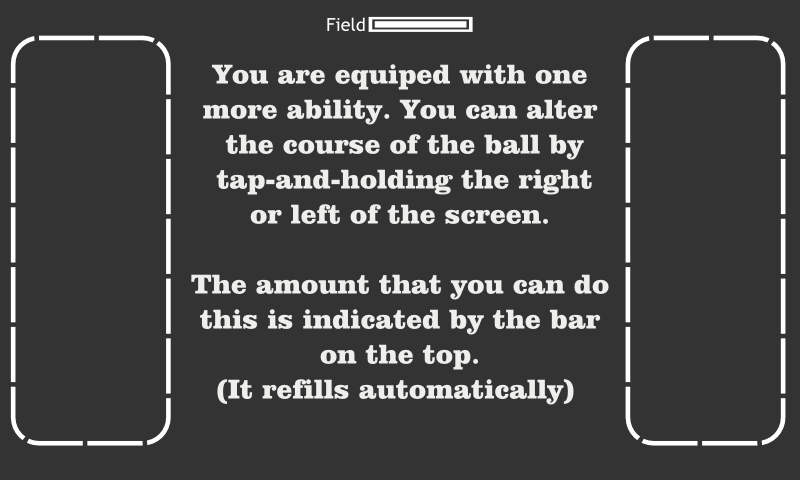 Field
You are equiped with one
more ability. You can alter
the course of the ball by
tap-and-holding the right
or left of the screen.
The amount that you can do
this is indicated by the bar
on the top.
(It refills automatically)